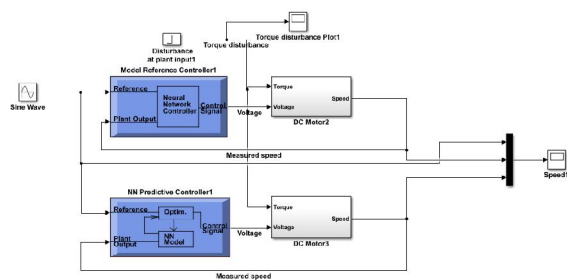 Disturbance
at plant input1
Torque disturbance Plot1
Torque disturbance
Model Reference Controller1
Reference
Neural
Network
Controller
Control
Signal
Plant Output
Voltage
Torque
Voltage
Speed
DC Motor2
Sine Wave
Measured speed
Speed1
NN Predictive Controller1
Reference
Optim.
Control
Signal
Plant
Output
NN
Model
Voltage
Torque
Voltage
Speed
DC Motor3
Measured speed